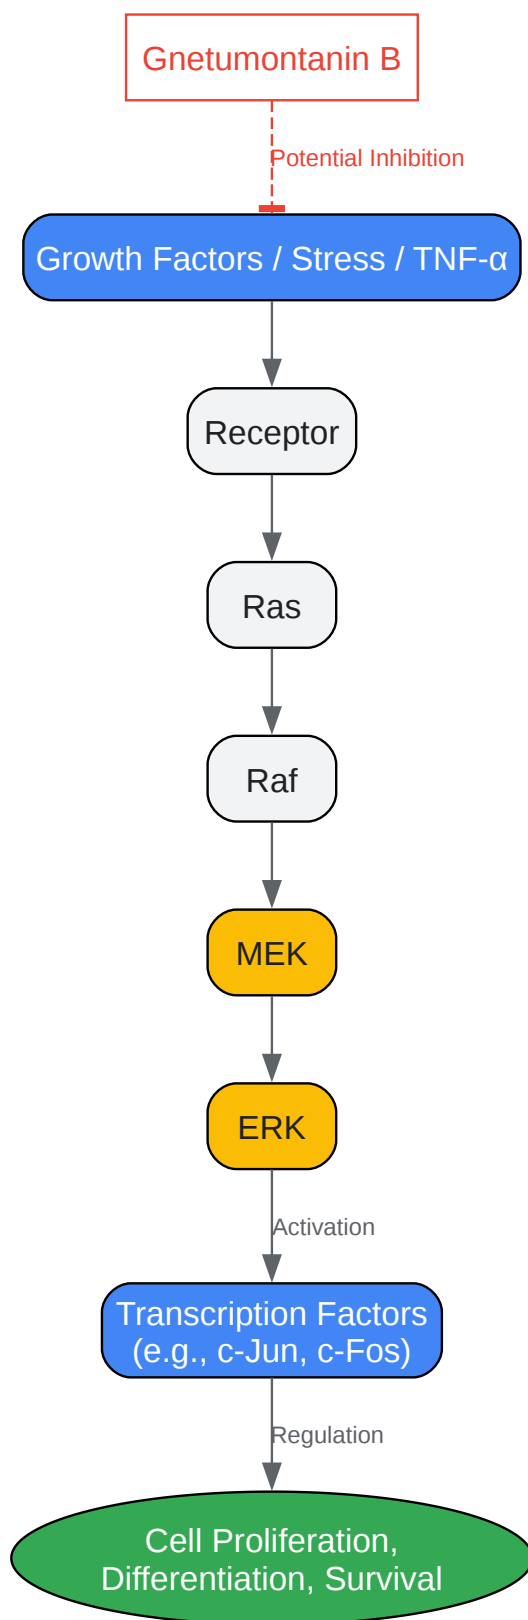 Gnetumontanin B
Potential Inhibition
Growth Factors / Stress / TNF-α
Receptor
Ras
Raf
MEK
ERK
Activation
Transcription Factors
(e.g., c-Jun, c-Fos)
Regulation
Cell Proliferation,
Differentiation, Survival